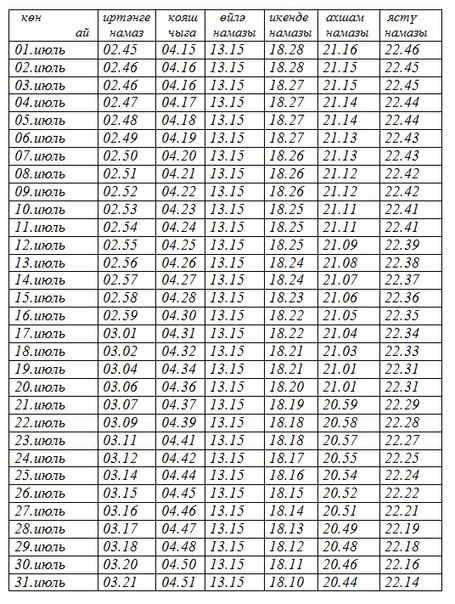 көн иртәнге кояш өйлә икенде ахшам ястү
ай намаз чыга намазы намазы намазы намазы
01.июль 02.45 04.15 13.15 18.28 21.16 22.46
02.июль 02.46 04.16 13.15 18.28 21.15 22.45
03.июль 02.46 04.16 13.15 18.27 21.15 22.45
04.июль 02.47 04.17 13.15 18.27 21.14 22.44
05.июль 02.48 04.18 13.15 18.27 21.14 22.44
06.июль 02.49 04.19 13.15 18.27 21.13 22.43
07.июль 02.50 04.20 13.15 18.26 21.13 22.43
08.июль 02.51 04.21 13.15 18.26 21.12 22.42
09.июль 02.52 04.22 13.15 18.26 21.12 22.42
10.июль 02.53 04.23 13.15 18.25 21.11 22.41
11.июль 02.54 04.24 13.15 18.25 21.11 22.41
12.июль 02.55 04.25 13.15 18.25 21.09 22.39
13.июль 02.56 04.26 13.15 18.24 21.08 22.38
14.июль 02.57 04.27 13.15 18.24 21.07 22.37
15.июль 02.58 04.28 13.15 18.23 21.06 22.36
16.июль 02.59 04.30 13.15 18.22 21.05 22.35
17.июль 03.01 04.31 13.15 18.22 21.04 22.34
18.июль 03.02 04.32 13.15 18.21 21.03 22.33
19.июль 03.04 04.34 13.15 18.21 21.01 22.31
20.июль 03.06 04.36 13.15 18.20 21.01 22.31
21.июль 03.07 04.37 13.15 18.19 20.59 22.29
22.июль 03.09 04.39 13.15 18.18 20.58 22.28
23.июль 03.11 04.41 13.15 18.18 20.57 22.27
24.июль 03.12 04.42 13.15 18.17 20.55 22.25
25.июль 03.14 04.44 13.15 18.16 20.54 22.24
26.июль 03.15 04.45 13.15 18.15 20.52 22.22
27.июль 03.16 04.46 13.15 18.14 20.51 22.21
28.июль 03.17 04.47 13.15 18.13 20.49 22.19
29.июль 03.18 04.48 13.15 18.12 20.48 22.18
30.июль 03.20 04.50 13.15 18.11 20.46 22.16
31.июль 03.21 04.51 13.15 18.10 20.44 22.14